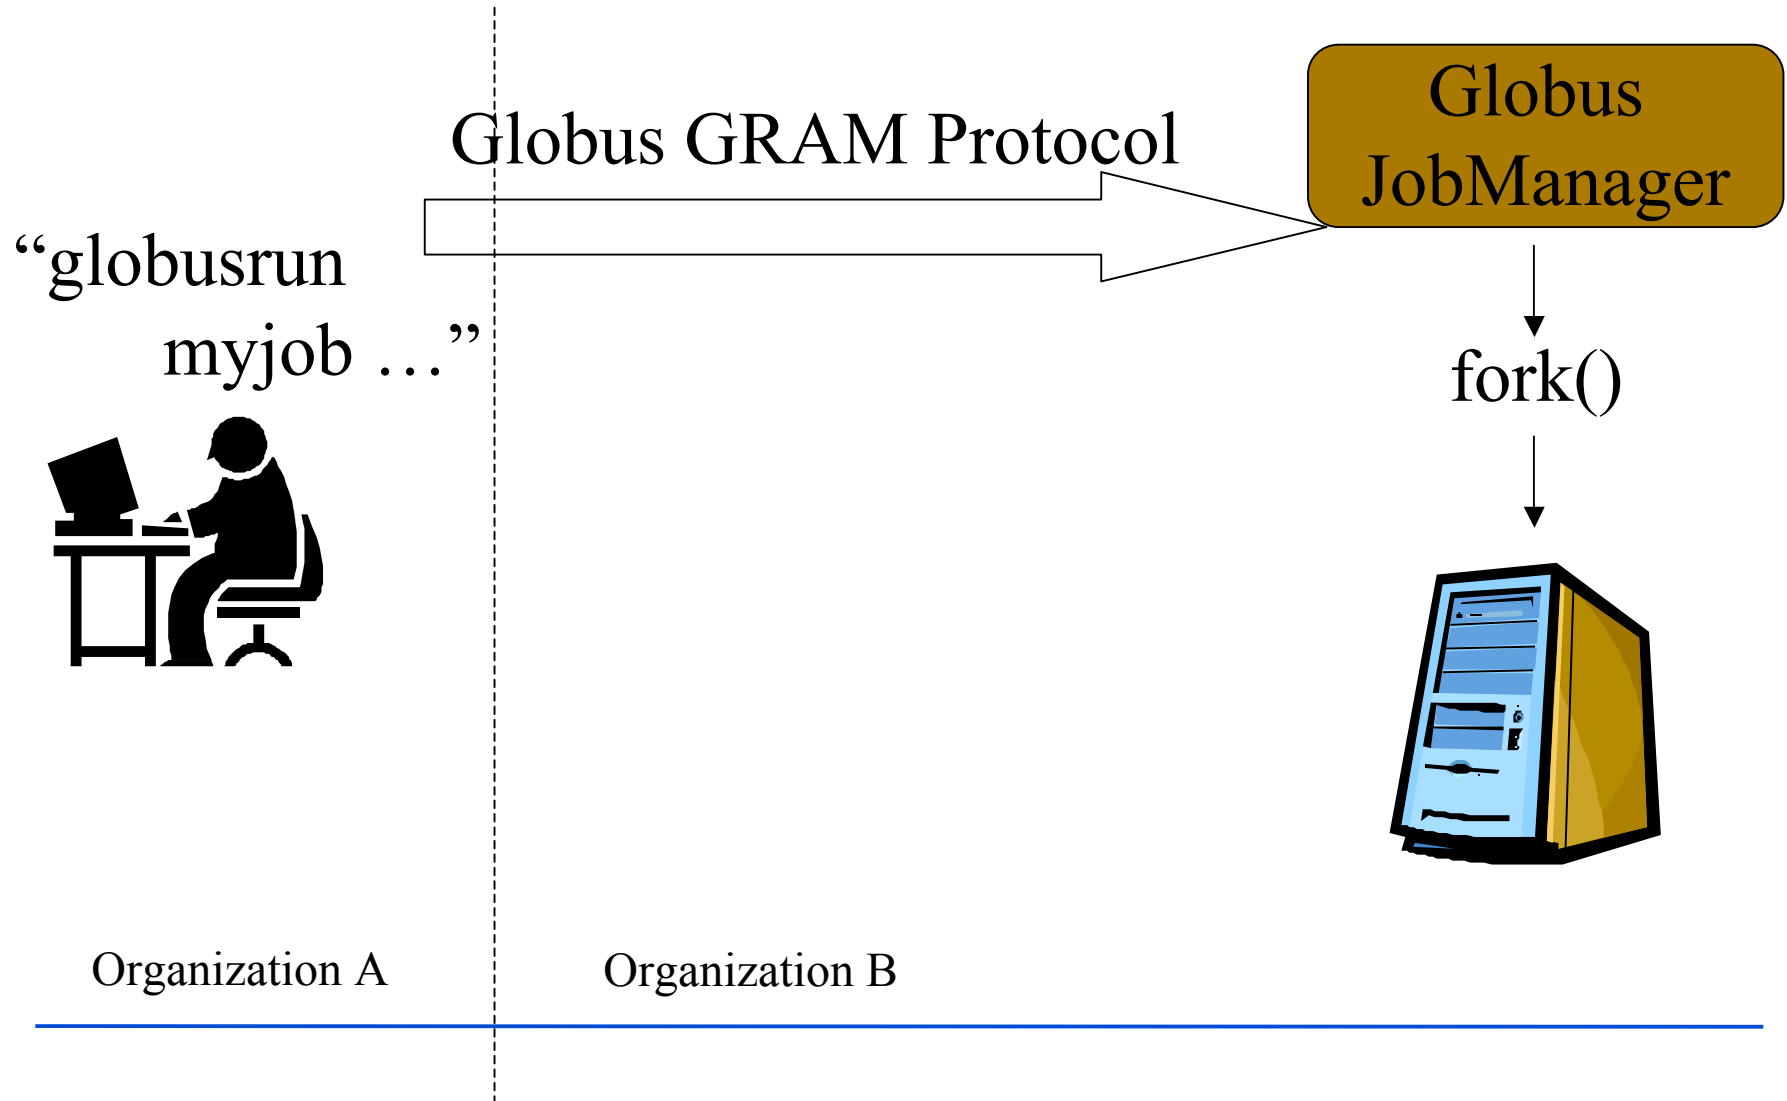 Globus GRAM Protocol
Globus
JobManager
“globusrun
myjob …”
fork()
Organization A
Organization B